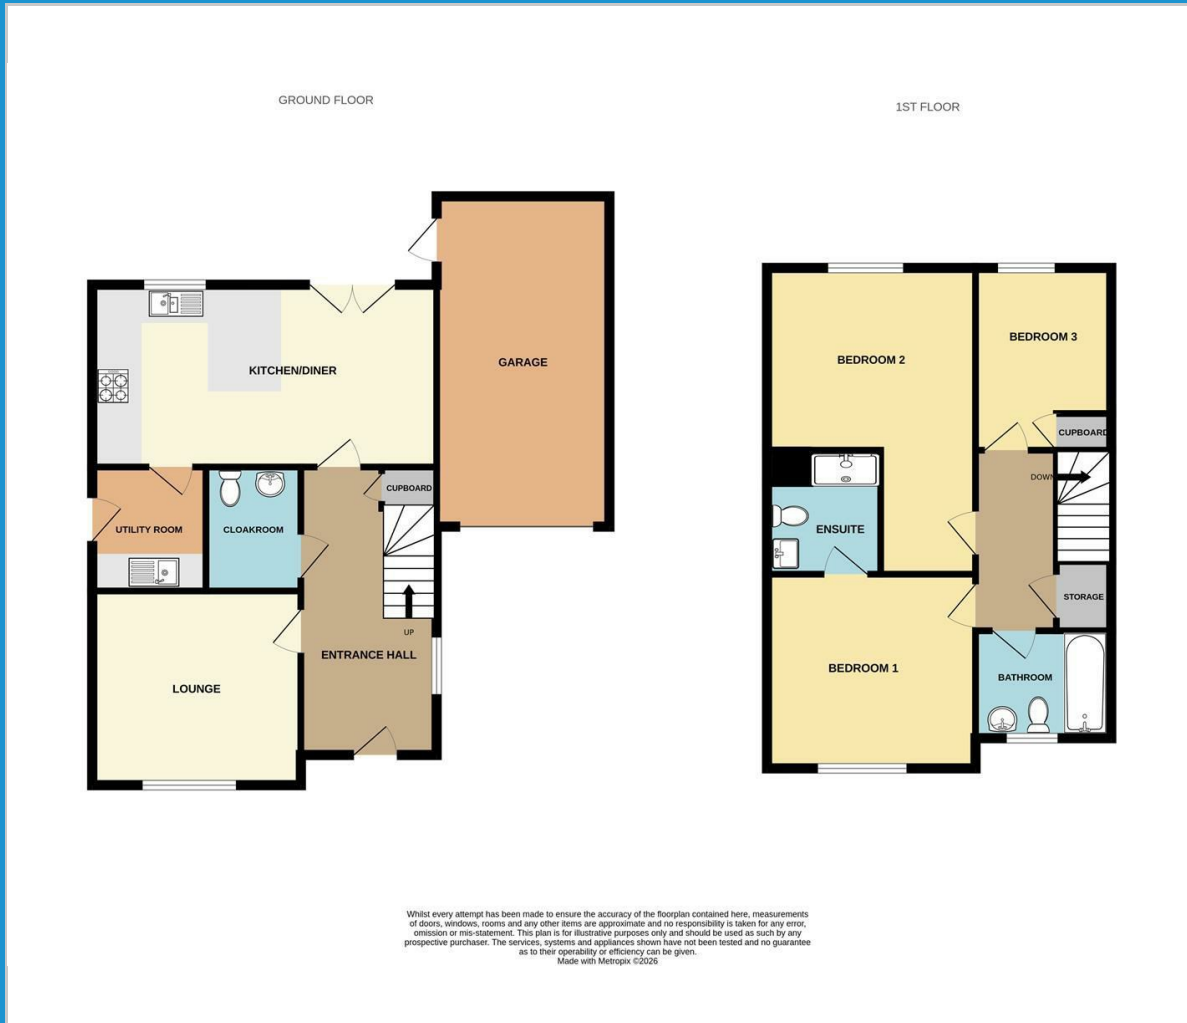 GROUND FLOOR
GARAGE
KITCHEN/DINER
CUPBOARD
UTILITY ROOM
CLOAKROOM
UP
ENTRANCE HALL
LOUNGE
1ST FLOOR
BEDROOM 3
BEDROOM 2
CUPBOARD
DOWN
ENSUITE
STORAGE
BEDROOM 1
BATHROOM
Whilst every attempt has been made to ensure the accuracy of the floorplan contained here, measurements
of doors, windows, rooms and any other items are approximate and no responsibility is taken for any error,
omission or mis-statement. This plan is for illustrative purposes only and should be used as such by any
prospective purchaser. The services, systems and appliances shown have not been tested and no guarantee
as to their operability or efficiency can be given.
Made with Metropix ©2026